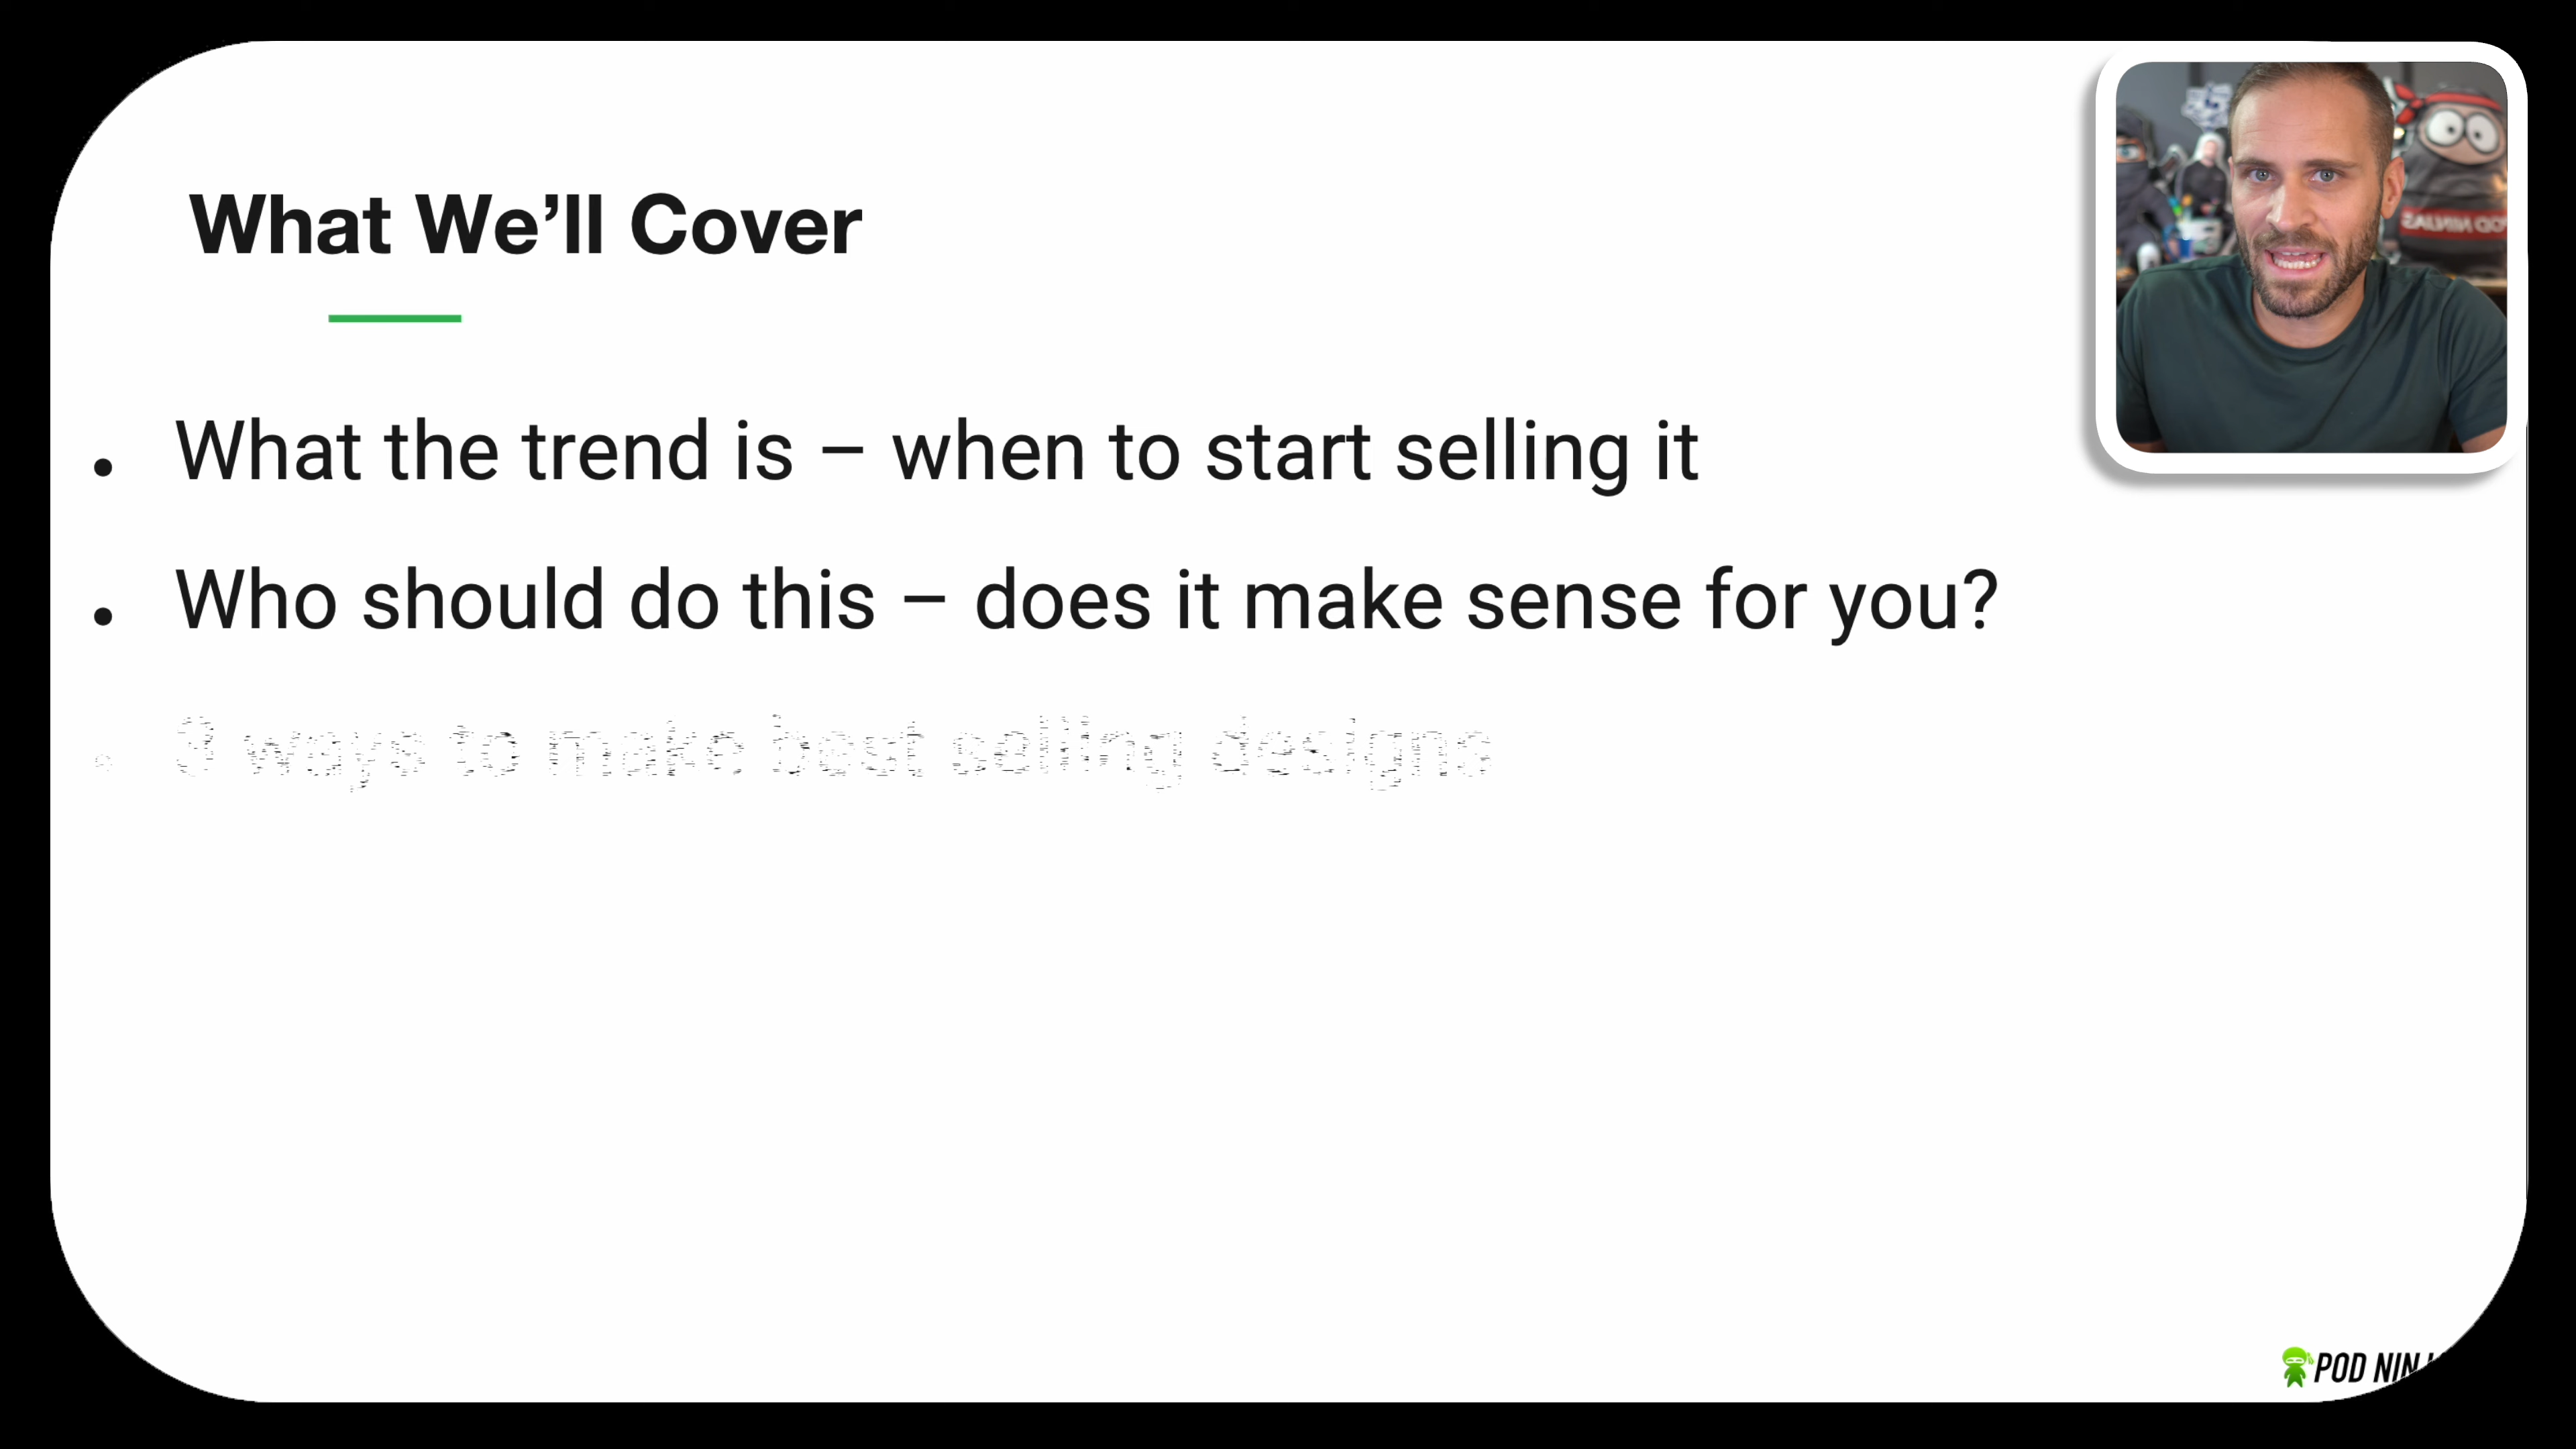 What We’ll Cover
• What the trend is – when to start selling it
• Who should do this – does it make sense for you?
3 ways to make best selling designs
POD NIN